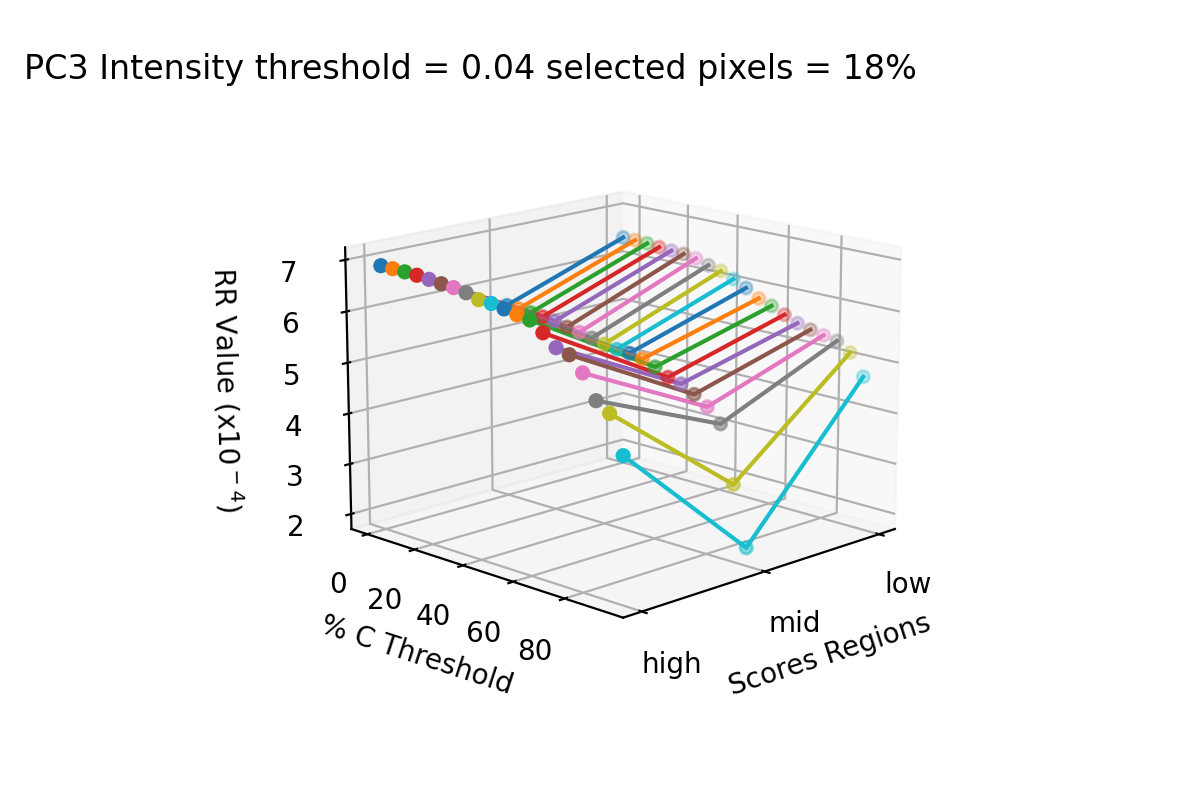 PC3 Intensity threshold = 0.04 selected pixels = 18%
RR Value (x10⁻⁴)
7
6
5
4
3
2
0
20
40
60
80
% C Threshold
high
mid
low
Scores Regions